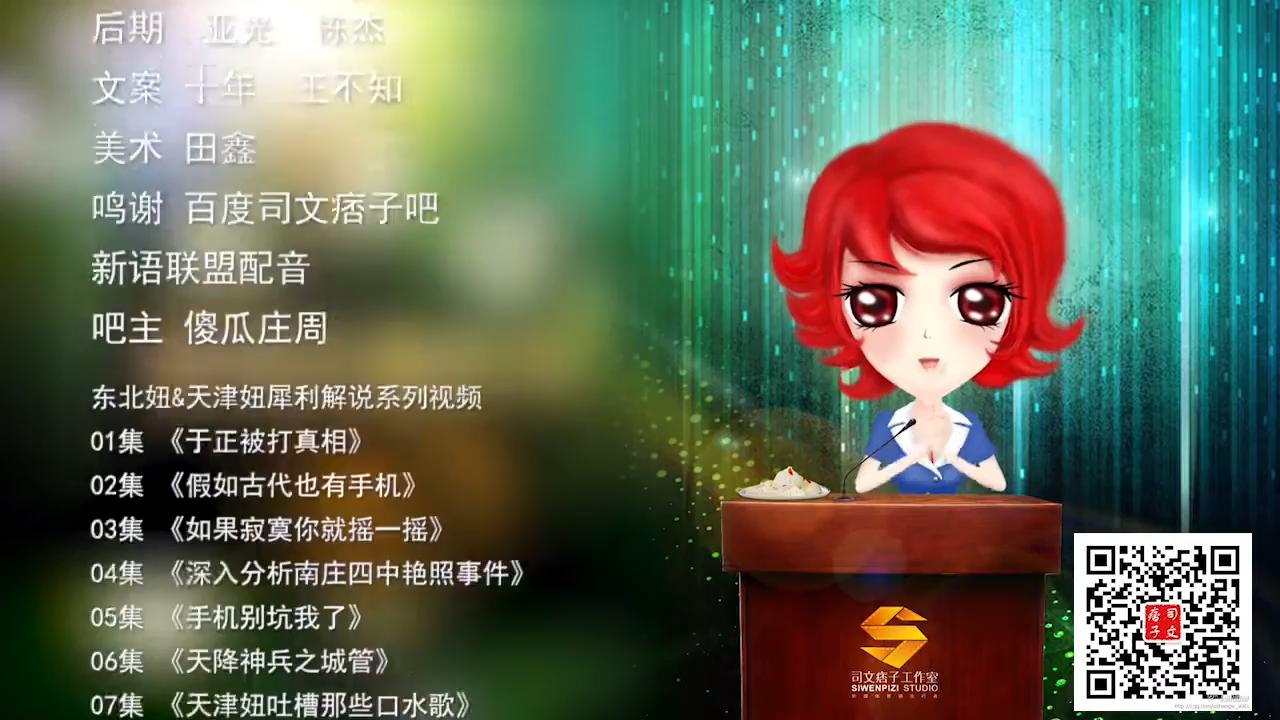 后期 亚光 陈杰
文案 十年 王不知
美术 田鑫
鸣谢 百度司文痞子吧
新语联盟配音
吧主 傻瓜庄周
东北妞&天津妞犀利解说系列视频
01集 《于正被打真相》
02集 《假如古代也有手机》
03集 《如果寂寞你就摇一摇》
04集 《深入分析南庄四中艳照事件》
05集 《手机别坑我了》
06集 《天降神兵之城管》
07集 《天津妞吐槽那些口水歌》
司文痞子工作室
SIWENPIZI STUDIO
司文痞子